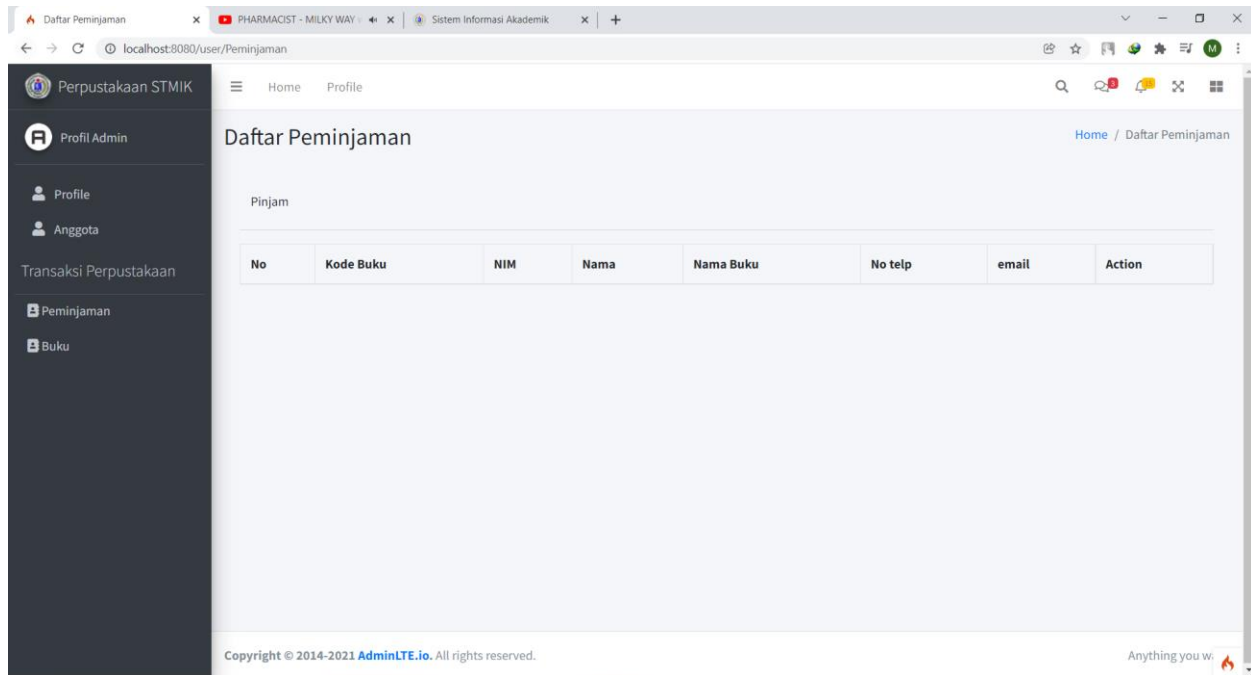 Daftar Peminjaman
PHARMACIST - MILKY WAY
Sistem Informasi Akademik
localhost:8080/user/Peminjaman
M
Perpustakaan STMIK
Home Profile
3
15
Profil Admin
Daftar Peminjaman
Home / Daftar Peminjaman
Profile
Anggota
Transaksi Perpustakaan
Peminjaman
Buku
Pinjam
No Kode Buku NIM Nama Nama Buku No telp email Action
Copyright © 2014-2021 AdminLTE.io. All rights reserved.
Anything you